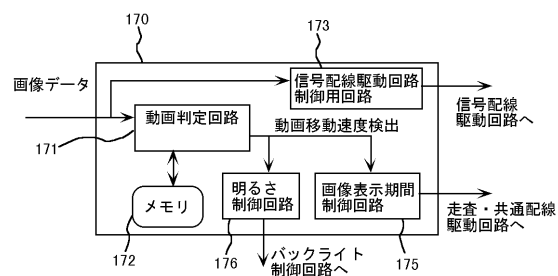 170
173
画像データ
信号配線駆動回路
制御用回路
信号配線
駆動回路へ
動画判定回路
171
動画移動速度検出
明るさ
制御回路
画像表示期間
制御回路
メモリ
走査・共通配線
駆動回路へ
172
176
175
バックライト
制御回路へ